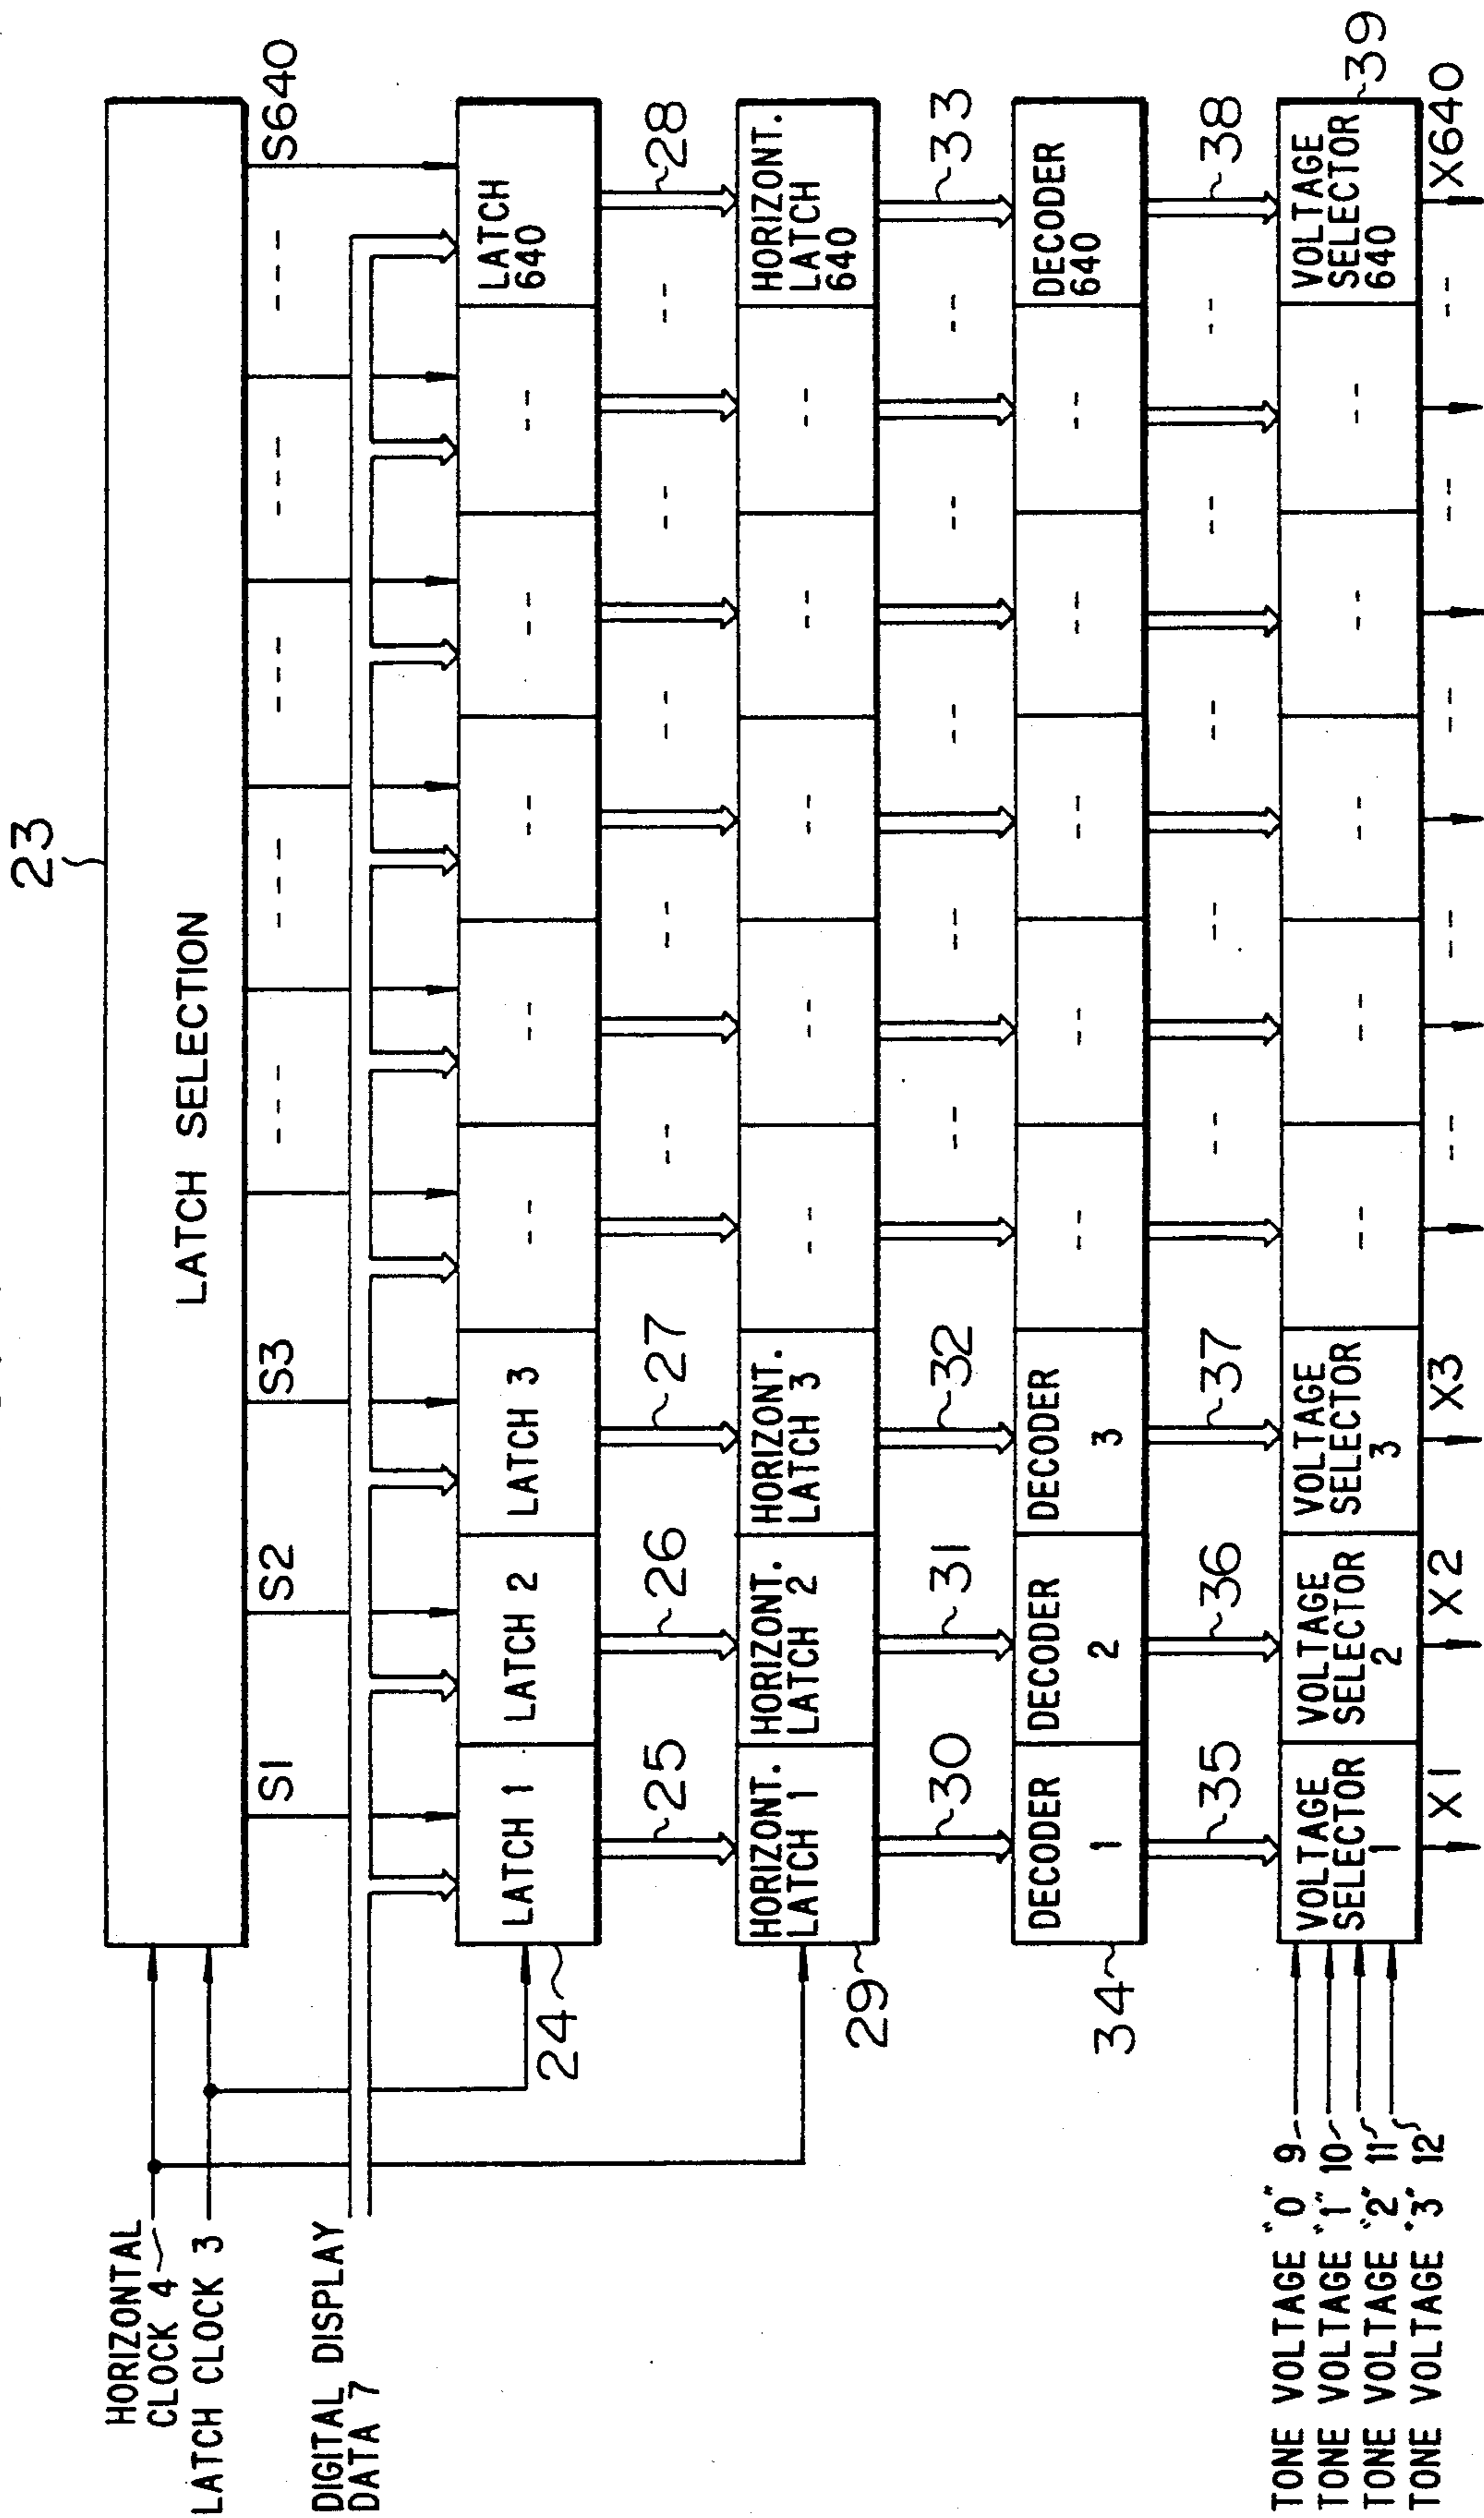 23
HORIZONTAL
CLOCK 4
LATCH CLOCK 3
LATCH SELECTION
S1
S2
S3
---
---
---
---
---
S640
DIGITAL DISPLAY
DATA 7
24
LATCH 1
LATCH 2
LATCH 3
--
--
--
--
--
LATCH
640
25
26
27
--
--
--
--
--
28
29
HORIZONT.
LATCH 1
HORIZONT.
LATCH 2
HORIZONT.
LATCH 3
--
--
--
--
--
HORIZONT.
LATCH
640
30
31
32
--
--
--
--
--
33
34
DECODER
1
DECODER
2
DECODER
3
--
--
--
--
--
DECODER
640
35
36
37
--
--
--
--
--
38
TONE VOLTAGE "0" 9
TONE VOLTAGE "1" 10
TONE VOLTAGE "2" 11
TONE VOLTAGE "3" 12
VOLTAGE
SELECTOR
1
VOLTAGE
SELECTOR
2
VOLTAGE
SELECTOR
3
--
--
--
--
--
VOLTAGE
SELECTOR
640
39
X1
X2
X3
--
--
--
--
--
X640